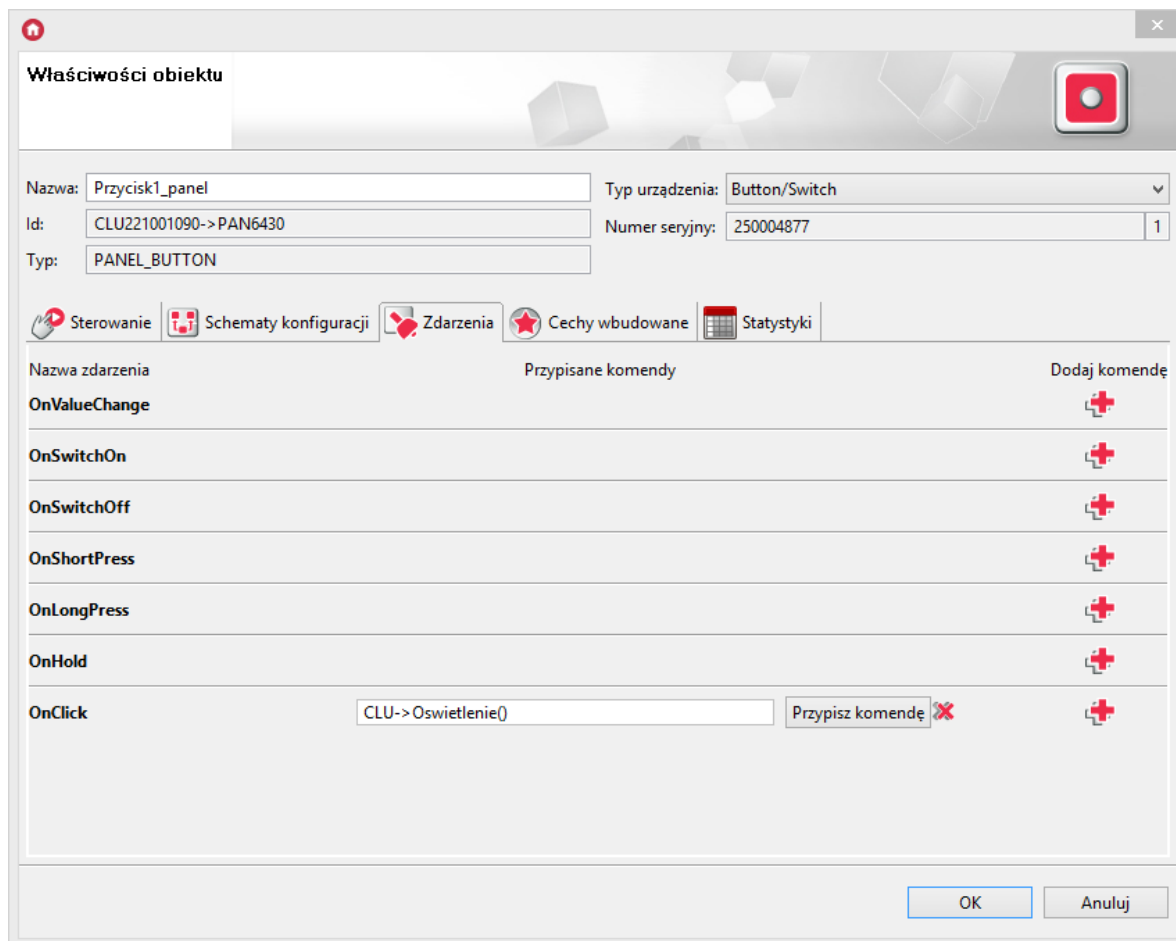 Właściwości obiektu
Nazwa: Przycisk1_panel Typ urządzenia: Button/Switch
Id: CLU221001090->PAN6430 Numer seryjny: 250004877 1
Typ: PANEL_BUTTON
Sterowanie Schematy konfiguracji Zdarzenia Cechy wbudowane Statystyki
Nazwa zdarzenia Przypisane komendy Dodaj komendę
OnValueChange
OnSwitchOn
OnSwitchOff
OnShortPress
OnLongPress
OnHold
OnClick CLU->Oswietlenie() Przypisz komendę
OK Anuluj